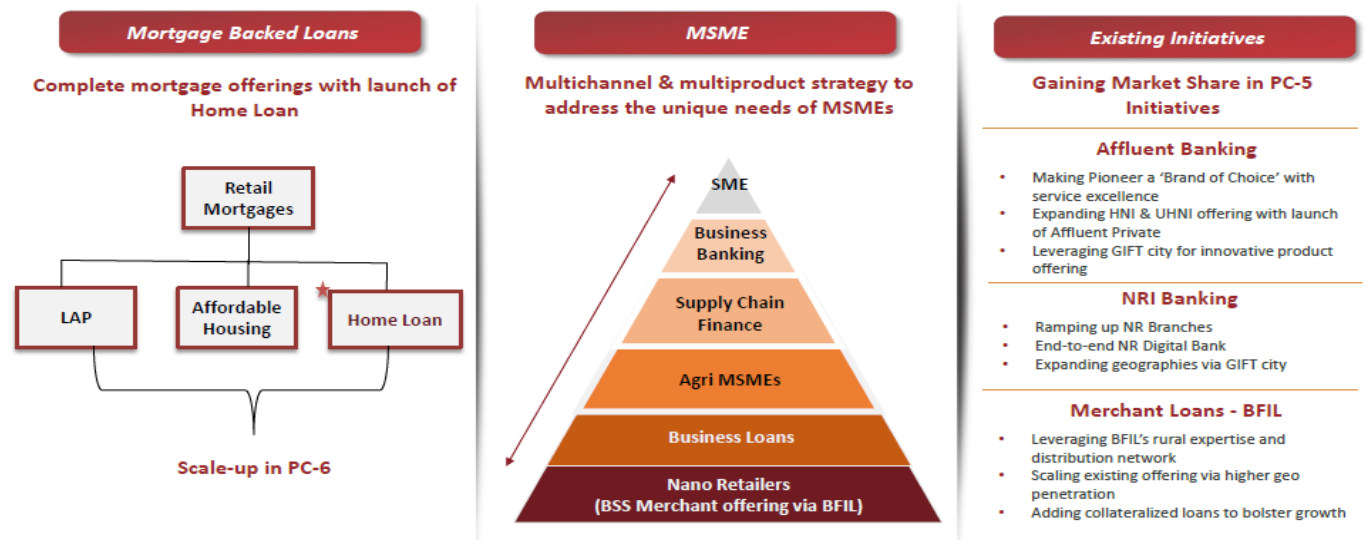 Mortgage Backed Loans
Complete mortgage offerings with launch of
Home Loan
Retail
Mortgages
LAP
Affordable
Housing
Home Loan
Scale-up in PC-6
MSME
Multichannel & multiproduct strategy to
address the unique needs of MSMEs
SME
Business
Banking
Supply Chain
Finance
Agri MSMEs
Business Loans
Nano Retailers
(BSS Merchant offering via BFIL)
Existing Initiatives
Gaining Market Share in PC-5
Initiatives
Affluent Banking
• Making Pioneer a ‘Brand of Choice’ with
service excellence
• Expanding HNI & UHNI offering with launch
of Affluent Private
• Leveraging GIFT city for innovative product
offering
NRI Banking
• Ramping up NR Branches
• End-to-end NR Digital Bank
• Expanding geographies via GIFT city
Merchant Loans - BFIL
• Leveraging BFIL’s rural expertise and
distribution network
• Scaling existing offering via higher geo
penetration
• Adding collateralized loans to bolster growth